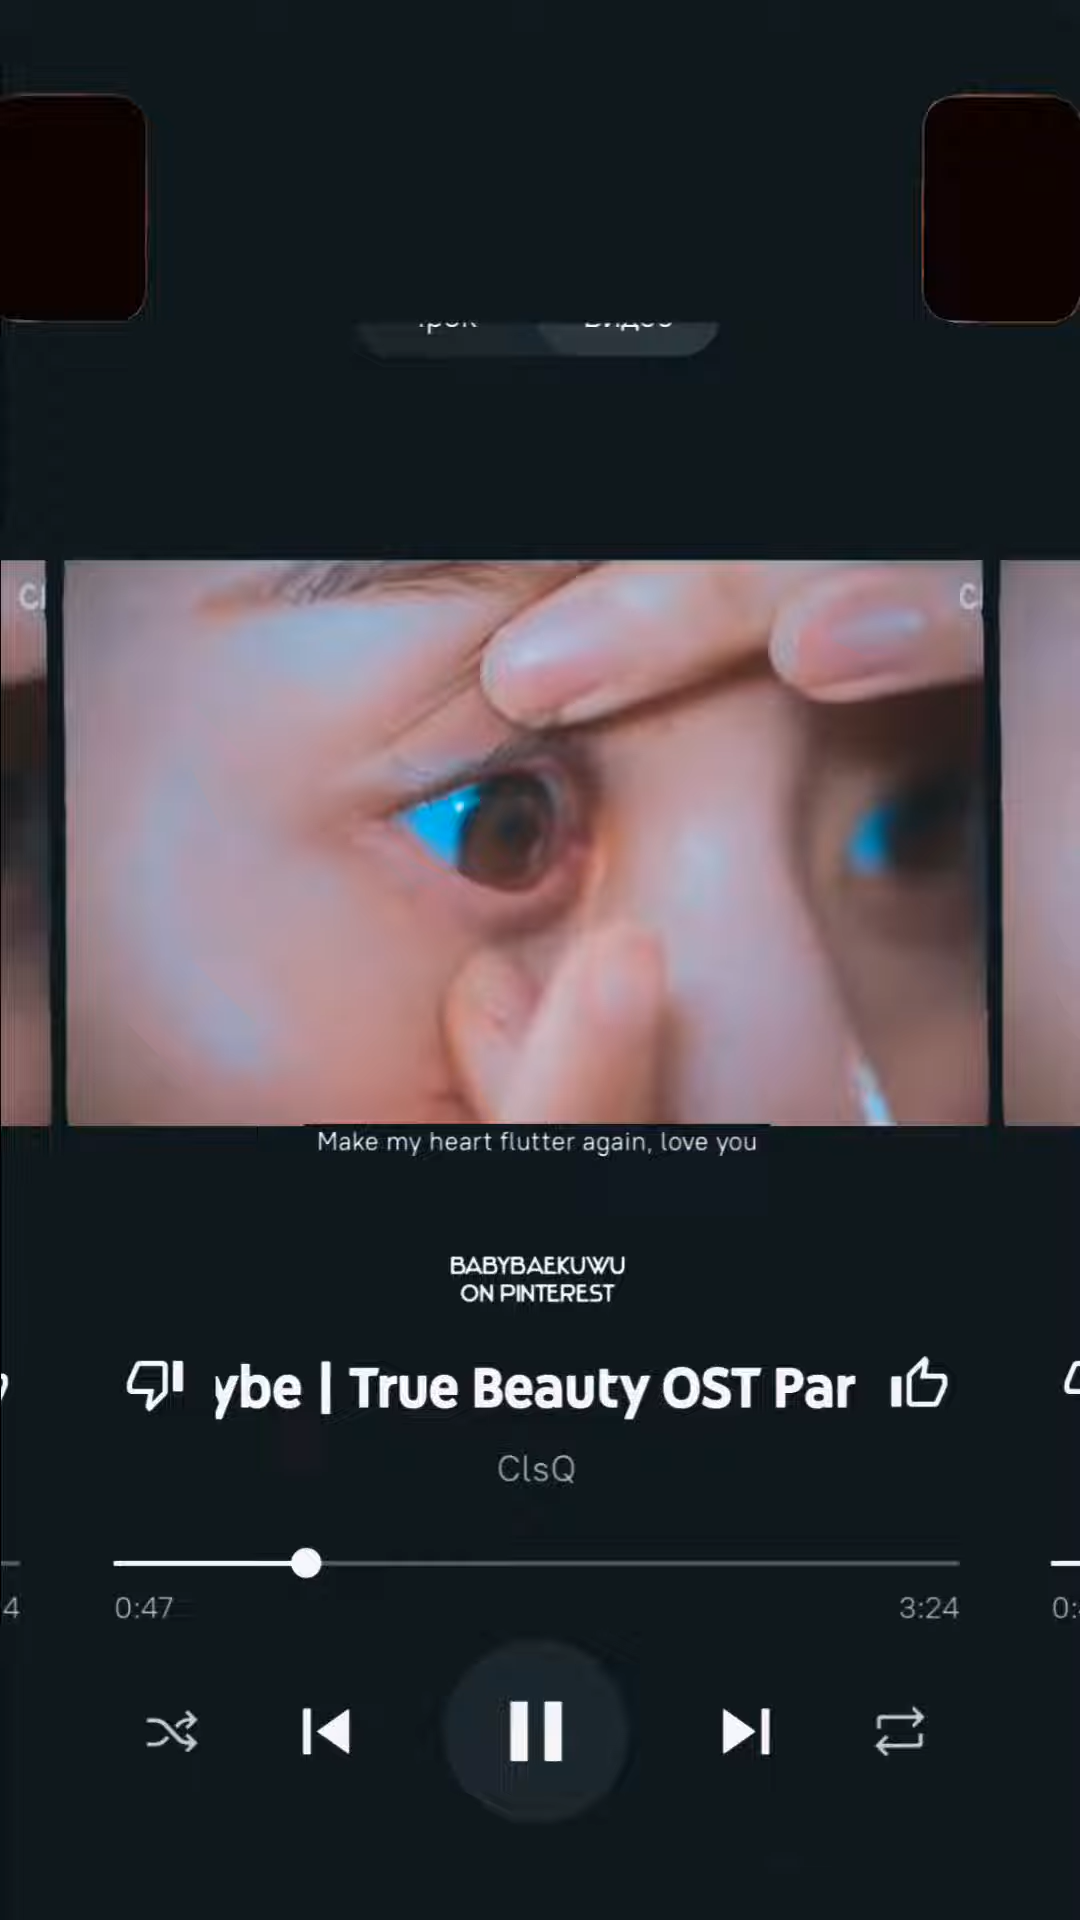 Видео
Make my heart flutter again, love you
BABYBAEKUWU
ON PINTEREST
ybe | True Beauty OST Par
ClsQ
0:47
3:24